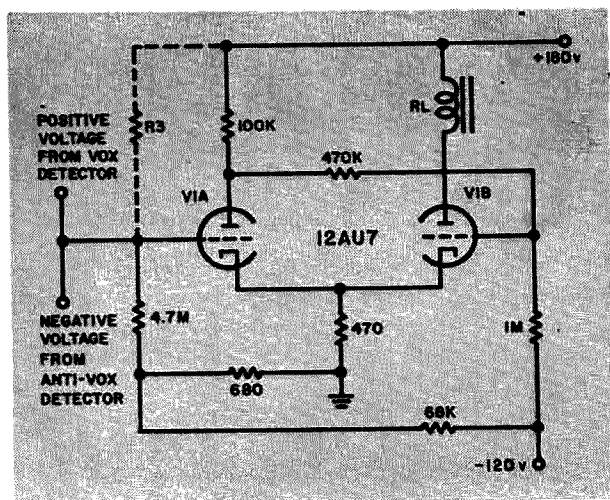 +
RL
R3
100K
POSITIVE
VOLTAGE
FROM VOX
DETECTOR
470K
V1A
V1B
12AU7
4.7M
470
1M
NEGATIVE
VOLTAGE
FROM
ANTI-VOX
DETECTOR
680
68K
-120v